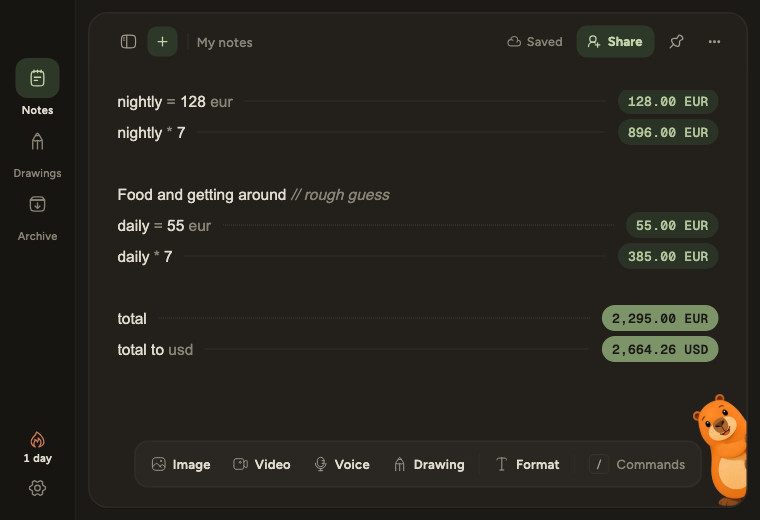 My notes
Saved
Share
Notes
Drawings
Archive
nightly = 128 eur 128.00 EUR
nightly * 7 896.00 EUR
Food and getting around // rough guess
daily = 55 eur 55.00 EUR
daily * 7 385.00 EUR
total 2,295.00 EUR
total to usd 2,664.26 USD
1 day
Image Video Voice Drawing Format / Commands